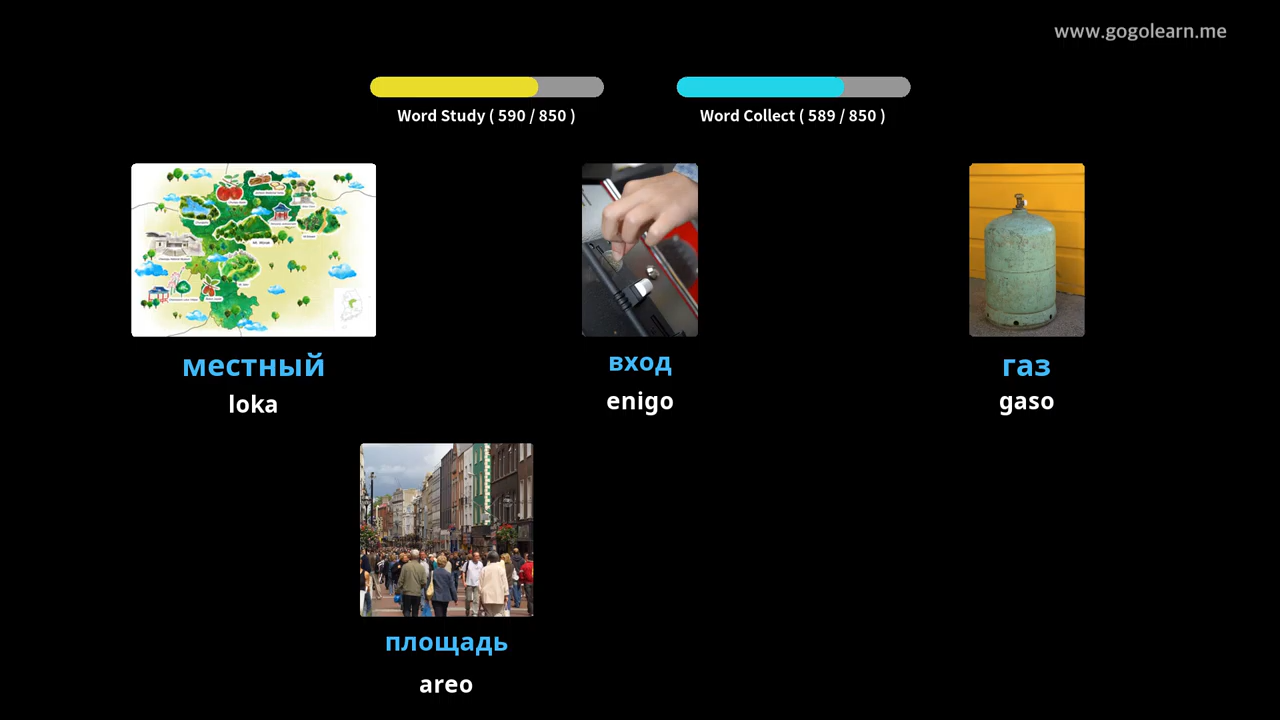 www.gogolearn.me
Word Study ( 590 / 850 )
Word Collect ( 589 / 850 )
местный
loka
вход
enigo
газ
gaso
площадь
areo